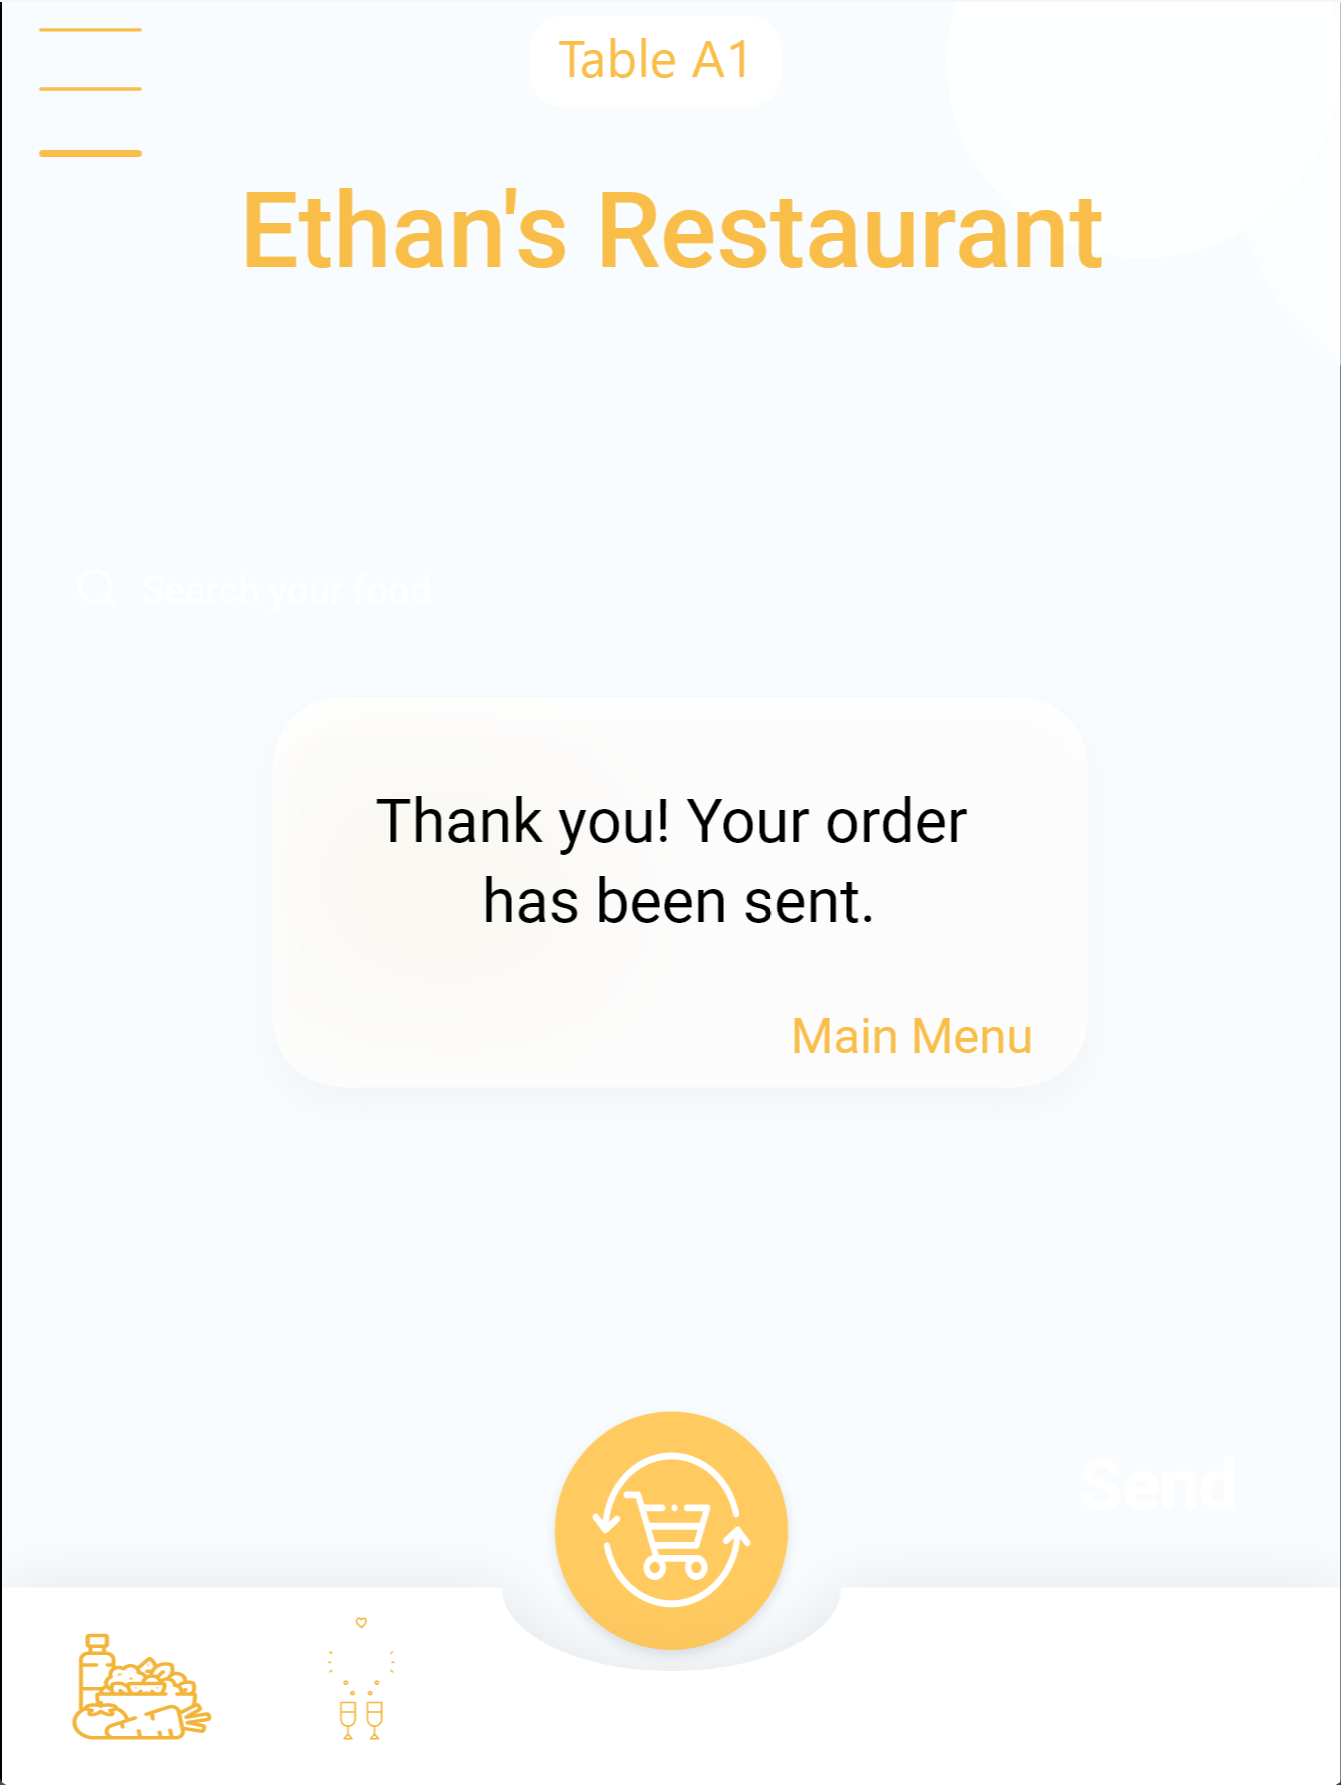 Table A1
Ethan's Restaurant
Search your food
Thank you! Your order
has been sent.
Main Menu
Send